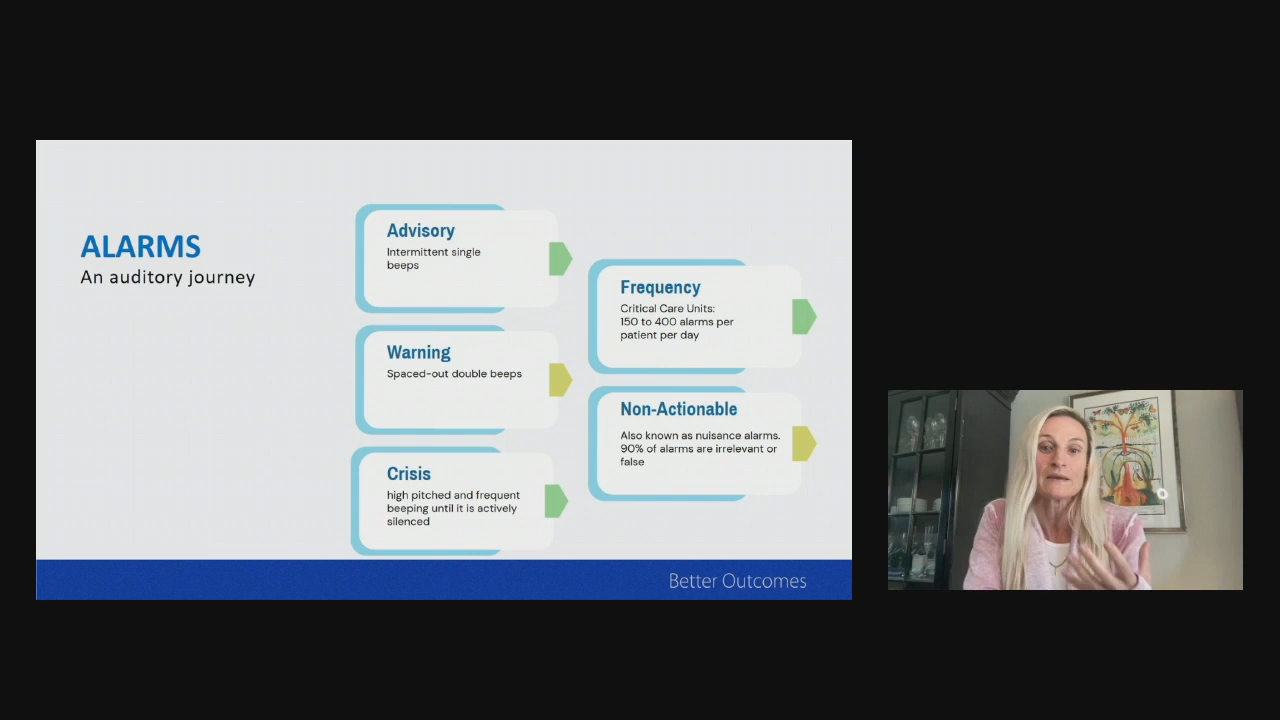 ALARMS
An auditory journey
Advisory
Intermittent single
beeps
Warning
Spaced-out double beeps
Crisis
high pitched and frequent
beeping until it is actively
silenced
Frequency
Critical Care Units:
150 to 400 alarms per
patient per day
Non-Actionable
Also known as nuisance alarms.
90% of alarms are irrelevant or
false
Better Outcomes